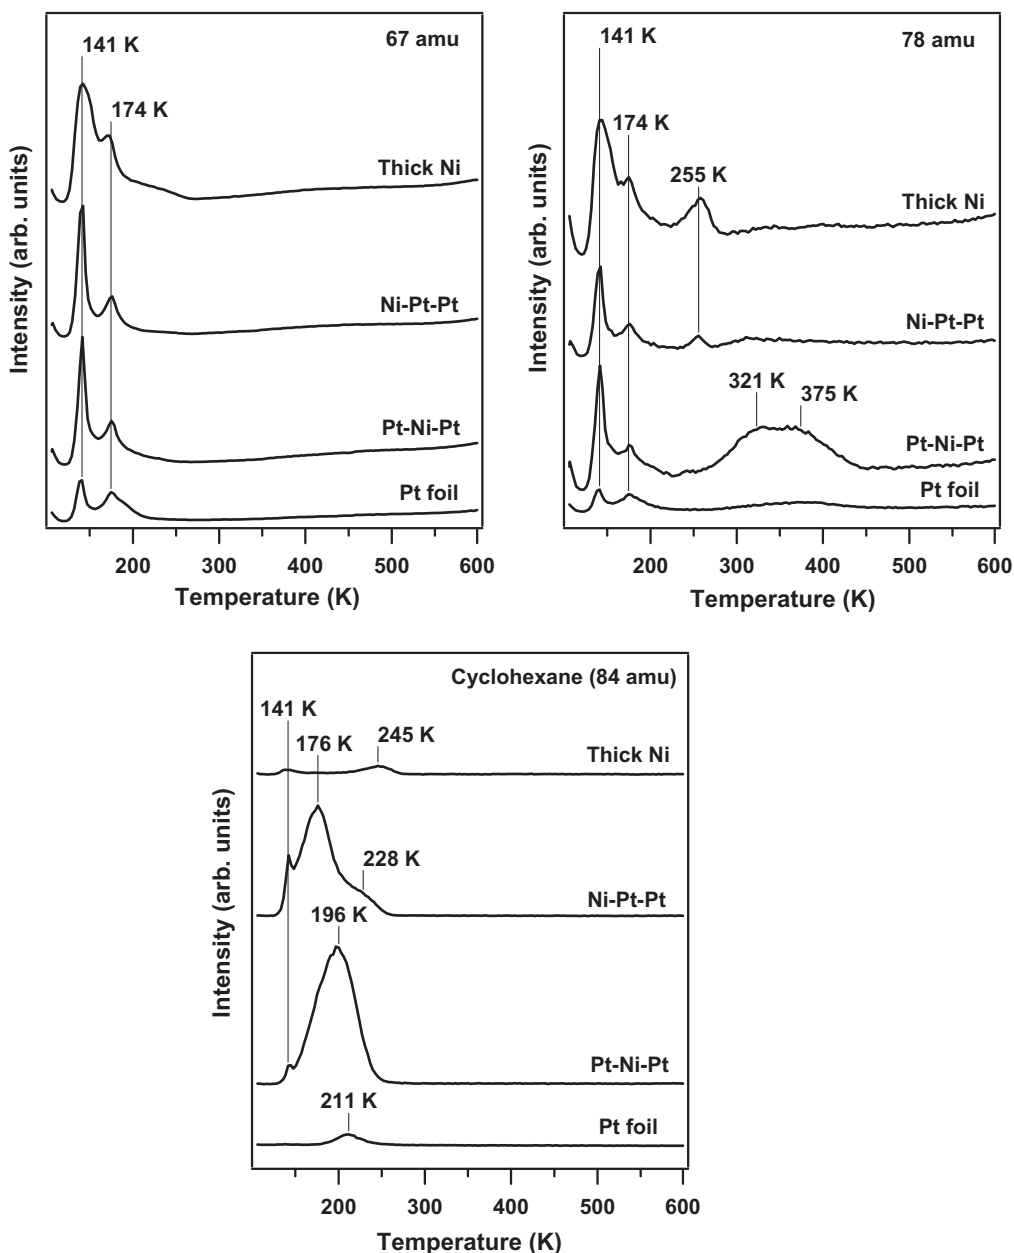 67 amu
141 K
174 K
Thick Ni
Ni-Pt-Pt
Pt-Ni-Pt
Pt foil
Intensity (arb. units)
200 300 400 500 600
Temperature (K)
78 amu
141 K
174 K
255 K
Thick Ni
Ni-Pt-Pt
321 K
375 K
Pt-Ni-Pt
Pt foil
Intensity (arb. units)
200 300 400 500 600
Temperature (K)
Cyclohexane (84 amu)
141 K
176 K
245 K
Thick Ni
228 K
Ni-Pt-Pt
196 K
Pt-Ni-Pt
211 K
Pt foil
Intensity (arb. units)
200 300 400 500 600
Temperature (K)